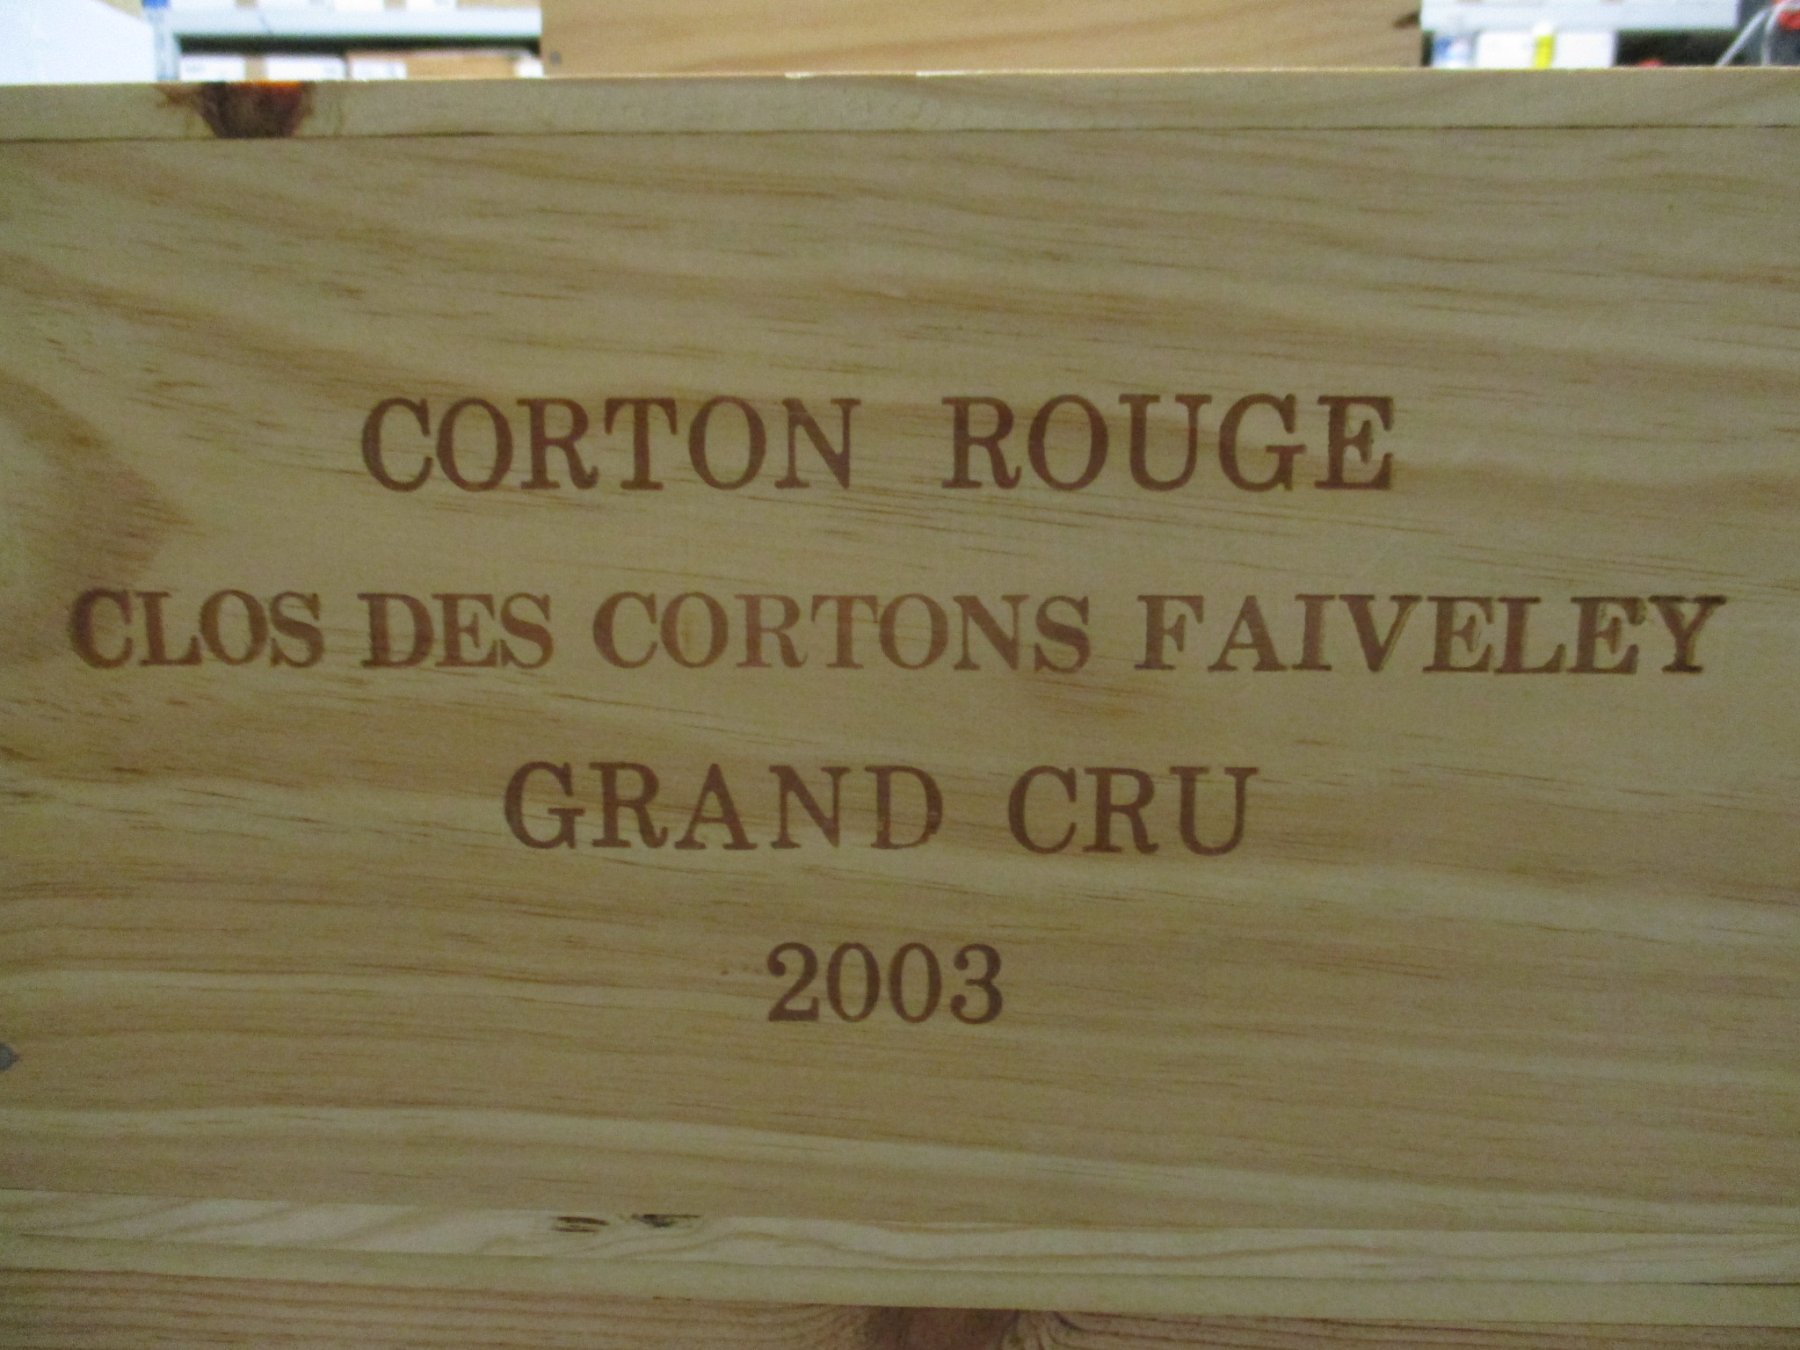 CORTON ROUGE
CLOS DES CORTONS FAIVELEY
GRAND CRU
2003